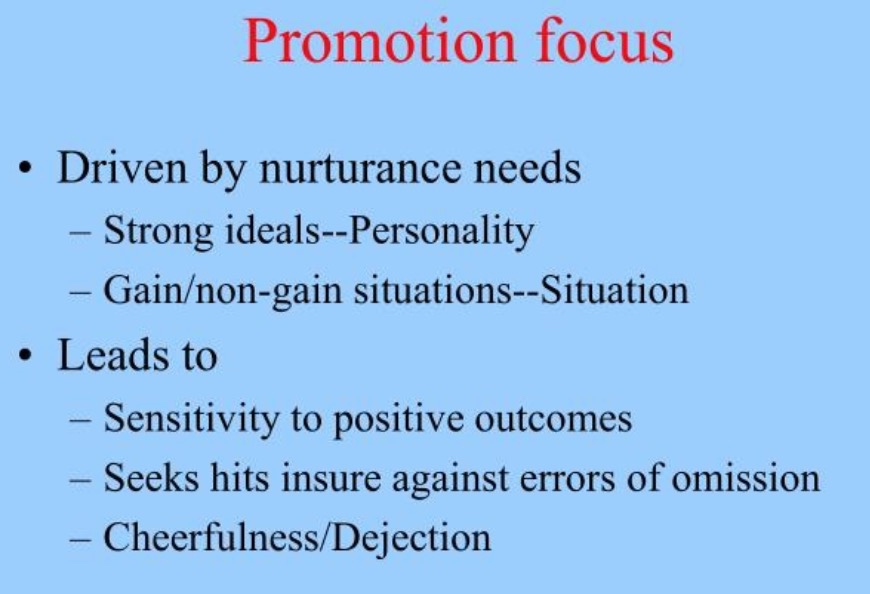 Promotion focus
• Driven by nurturance needs
– Strong ideals--Personality
– Gain/non-gain situations--Situation
• Leads to
– Sensitivity to positive outcomes
– Seeks hits insure against errors of omission
– Cheerfulness/Dejection